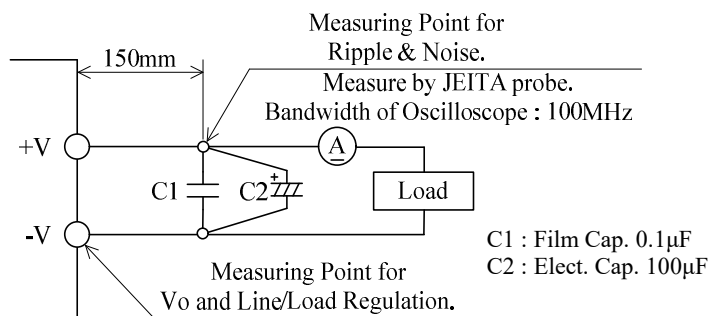 Measuring Point for
Ripple & Noise.
150mm
Measure by JEITA probe.
Bandwidth of Oscilloscope : 100MHz
+V
A
C1
C2
+
Load
-V
C1 : Film Cap. 0.1μF
C2 : Elect. Cap. 100μF
Measuring Point for
Vo and Line/Load Regulation.